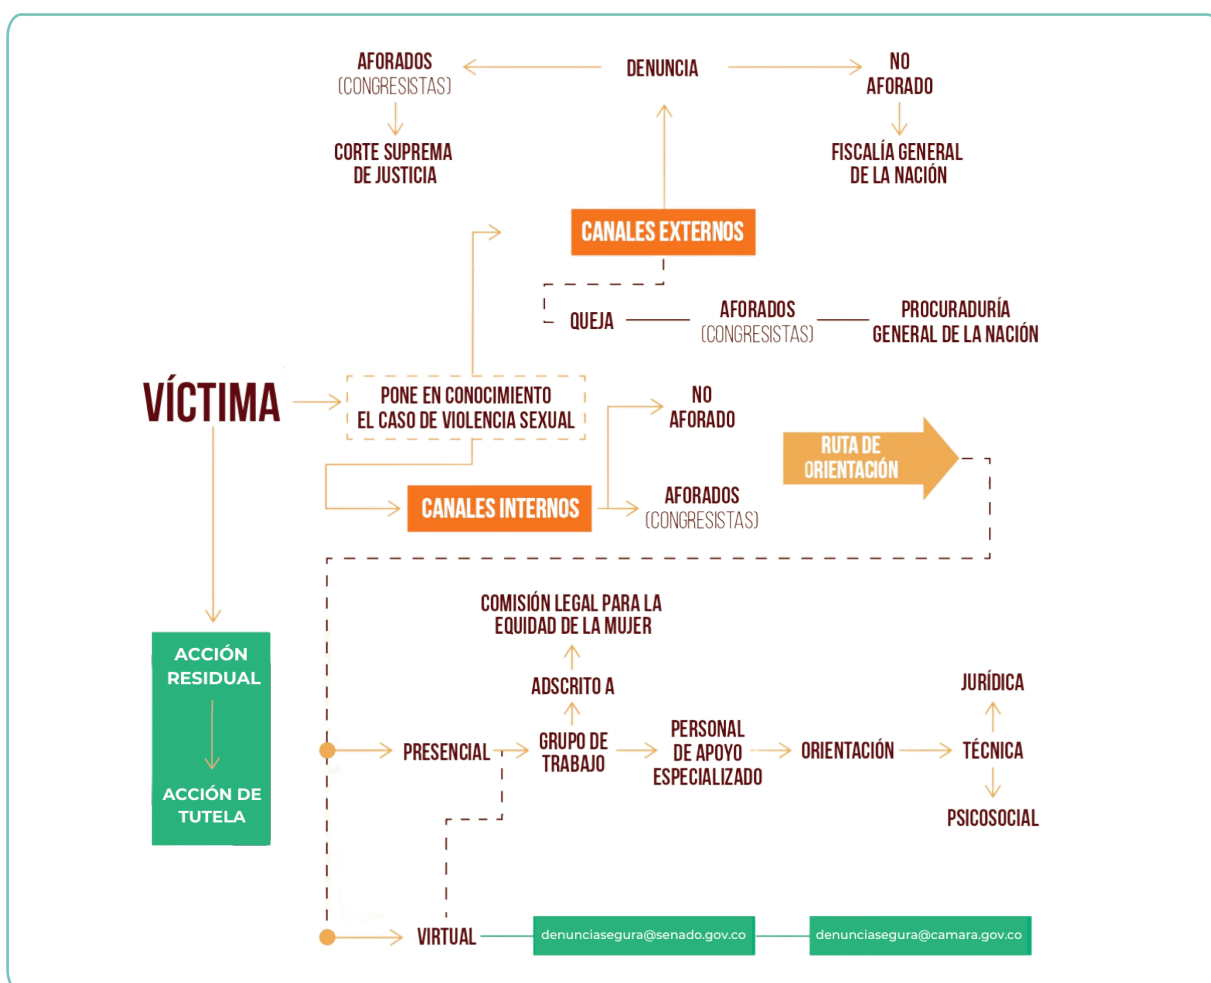 AFORADOS
(CONGRESISTAS)
DENUNCIA
NO
AFORADO
CORTE SUPREMA
DE JUSTICIA
FISCALÍA GENERAL
DE LA NACIÓN
CANALES EXTERNOS
QUEJA
AFORADOS
(CONGRESISTAS)
PROCURADURÍA
GENERAL DE LA NACIÓN
VÍCTIMA
PONE EN CONOCIMIENTO
EL CASO DE VIOLENCIA SEXUAL
NO
AFORADO
RUTA DE
ORIENTACIÓN
CANALES INTERNOS
AFORADOS
(CONGRESISTAS)
COMISIÓN LEGAL PARA LA
EQUIDAD DE LA MUJER
ACCIÓN
RESIDUAL
ACCIÓN DE
TUTELA
ADSCRITO A
PRESENCIAL
GRUPO DE
TRABAJO
PERSONAL
DE APOYO
ESPECIALIZADO
ORIENTACIÓN
JURÍDICA
TÉCNICA
PSICOSOCIAL
VIRTUAL
denunciasegura@senado.gov.co
denunciasegura@camara.gov.co